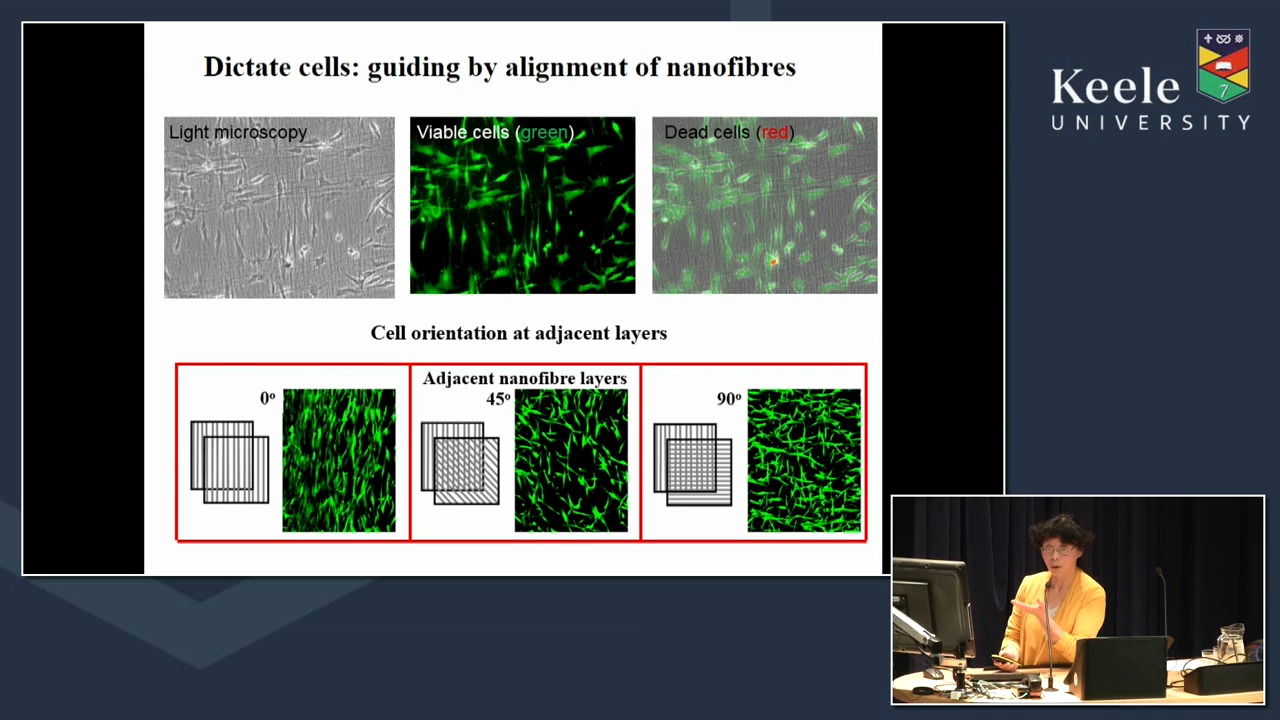 Dictate cells: guiding by alignment of nanofibres
Light microscopy
Viable cells (green)
Dead cells (red)
Cell orientation at adjacent layers
Adjacent nanofibre layers
0º
45º
90º
Keele
UNIVERSITY